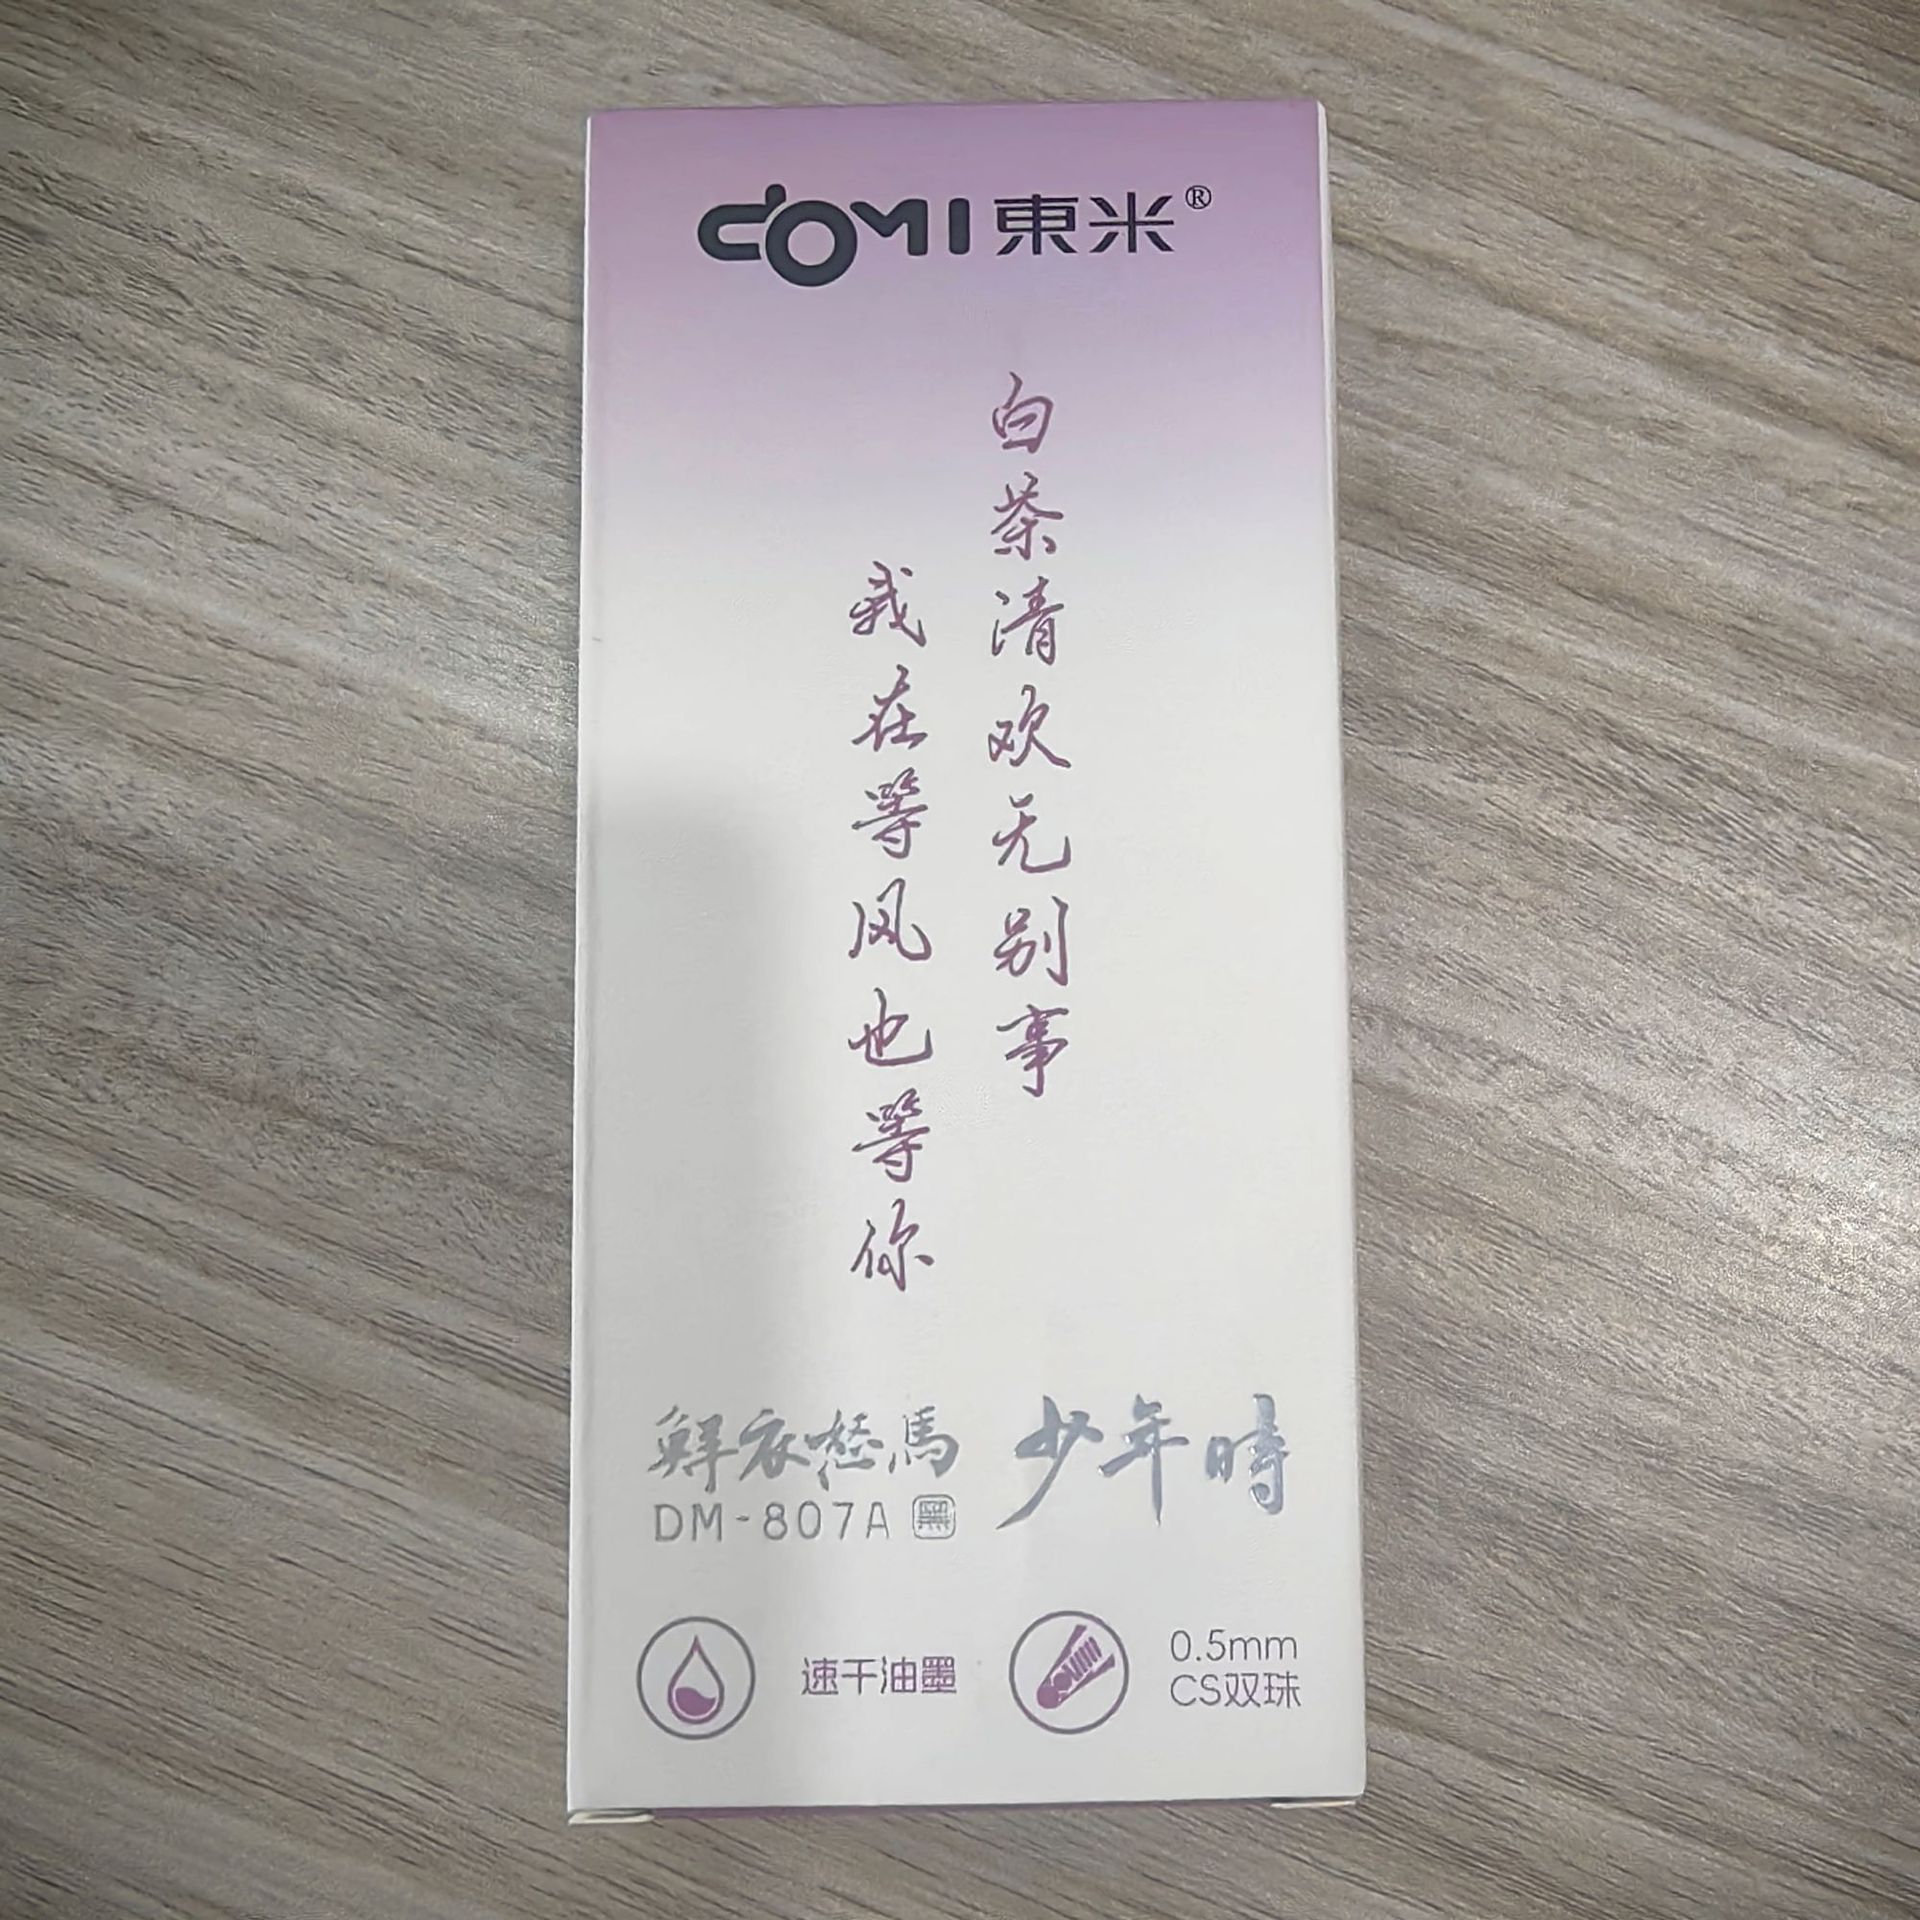 DOMI東米®
白茶清欢无别事
我在等风也等你
鲜衣怒馬 少年時
DM-807A 黑
速干油墨
0.5mm
CS双珠